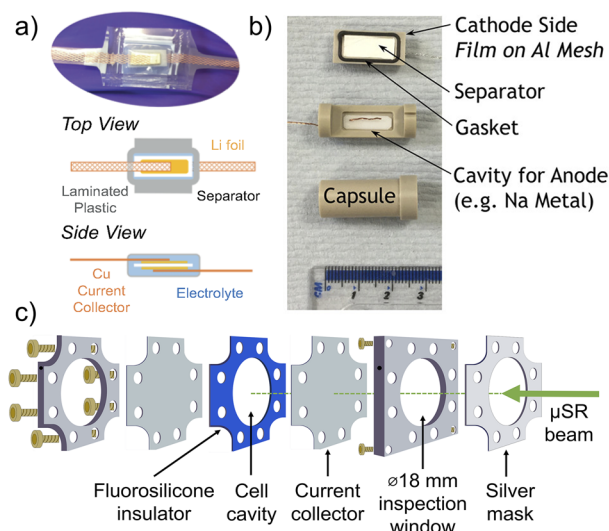 a)
Top View
Li foil
Laminated
Plastic
Separator
Side View
Cu
Current
Collector
Electrolyte
b)
Cathode Side
Film on Al Mesh
Separator
Gasket
Cavity for Anode
(e.g. Na Metal)
Capsule
CM 1 2 3
c)
µSR
beam
Fluorosilicone
insulator
Cell
cavity
Current
collector
⌀18 mm
inspection
window
Silver
mask